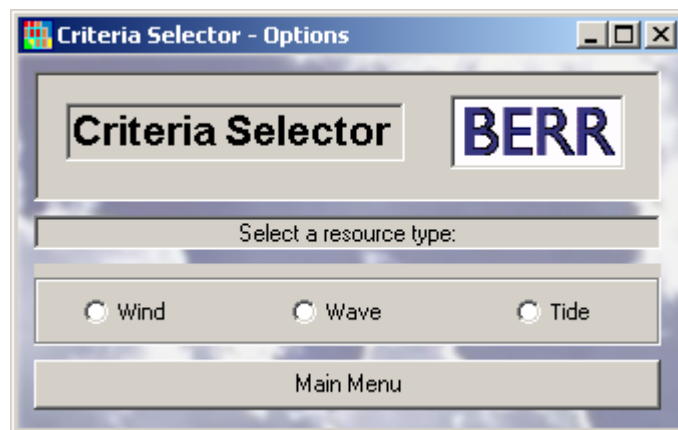 Criteria Selector - Options
Criteria Selector
BERR
Select a resource type:
Wind Wave Tide
Main Menu